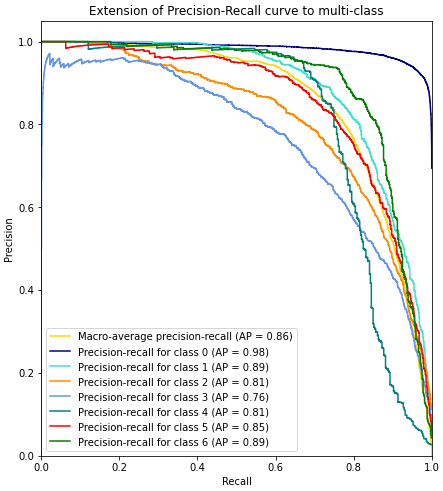 Extension of Precision-Recall curve to multi-class
1.0
0.8
0.6
0.4
0.2
0.0
Precision
Macro-average precision-recall (AP = 0.86)
Precision-recall for class 0 (AP = 0.98)
Precision-recall for class 1 (AP = 0.89)
Precision-recall for class 2 (AP = 0.81)
Precision-recall for class 3 (AP = 0.76)
Precision-recall for class 4 (AP = 0.81)
Precision-recall for class 5 (AP = 0.85)
Precision-recall for class 6 (AP = 0.89)
0.0 0.2 0.4 0.6 0.8 1.0
Recall